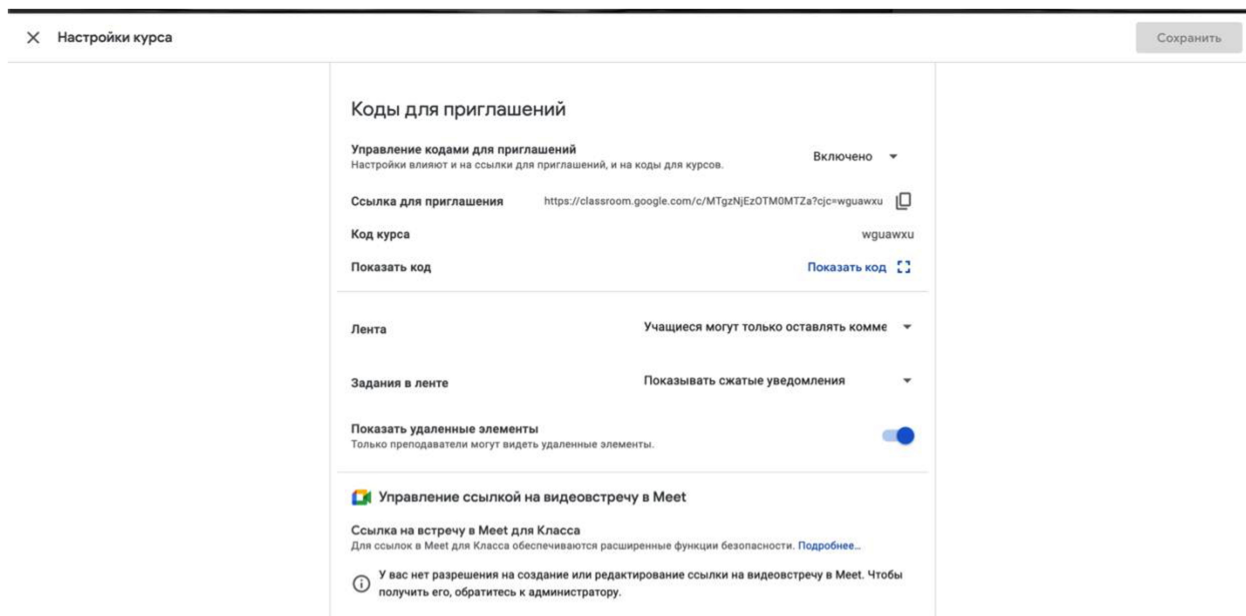 Настройки курса
Сохранить
Коды для приглашений
Управление кодами для приглашений
Настройки влияют и на ссылки для приглашений, и на коды для курсов.
Включено
Ссылка для приглашения https://classroom.google.com/c/MTgzNjEzOTM0MTZa?cjc=wguawxu
Код курса wguawxu
Показать код Показать код
Лента Учащиеся могут только оставлять комме
Задания в ленте Показывать сжатые уведомления
Показать удаленные элементы
Только преподаватели могут видеть удаленные элементы.
Управление ссылкой на видеовстречу в Meet
Ссылка на встречу в Meet для Класса
Для ссылок в Meet для Класса обеспечиваются расширенные функции безопасности. Подробнее…
У вас нет разрешения на создание или редактирование ссылки на видеовстречу в Meet. Чтобы
получить его, обратитесь к администратору.